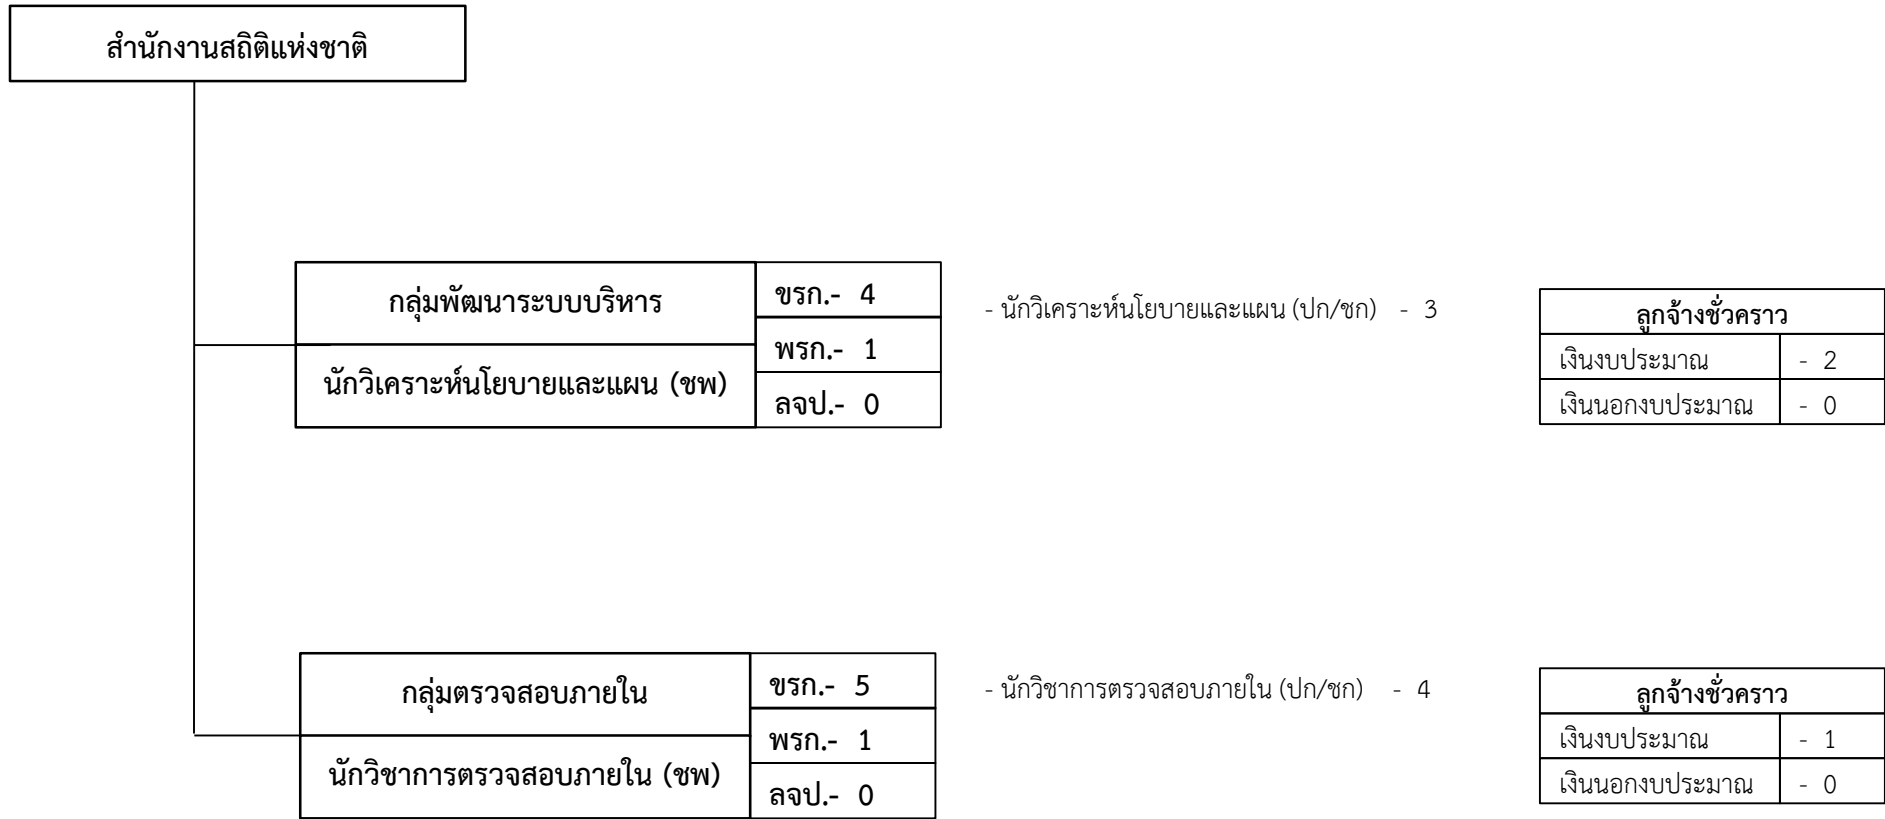 สำนักงานสถิติแห่งชาติ
กลุ่มพัฒนาระบบบริหาร
นักวิเคราะห์นโยบายและแผน (ชพ)
ขรก.- 4
พรก.- 1
ลจป.- 0
- นักวิเคราะห์นโยบายและแผน (ปก/ชก) - 3
ลูกจ้างชั่วคราว
เงินงบประมาณ - 2
เงินนอกงบประมาณ - 0
กลุ่มตรวจสอบภายใน
นักวิชาการตรวจสอบภายใน (ชพ)
ขรก.- 5
พรก.- 1
ลจป.- 0
- นักวิชาการตรวจสอบภายใน (ปก/ชก) - 4
ลูกจ้างชั่วคราว
เงินงบประมาณ - 1
เงินนอกงบประมาณ - 0